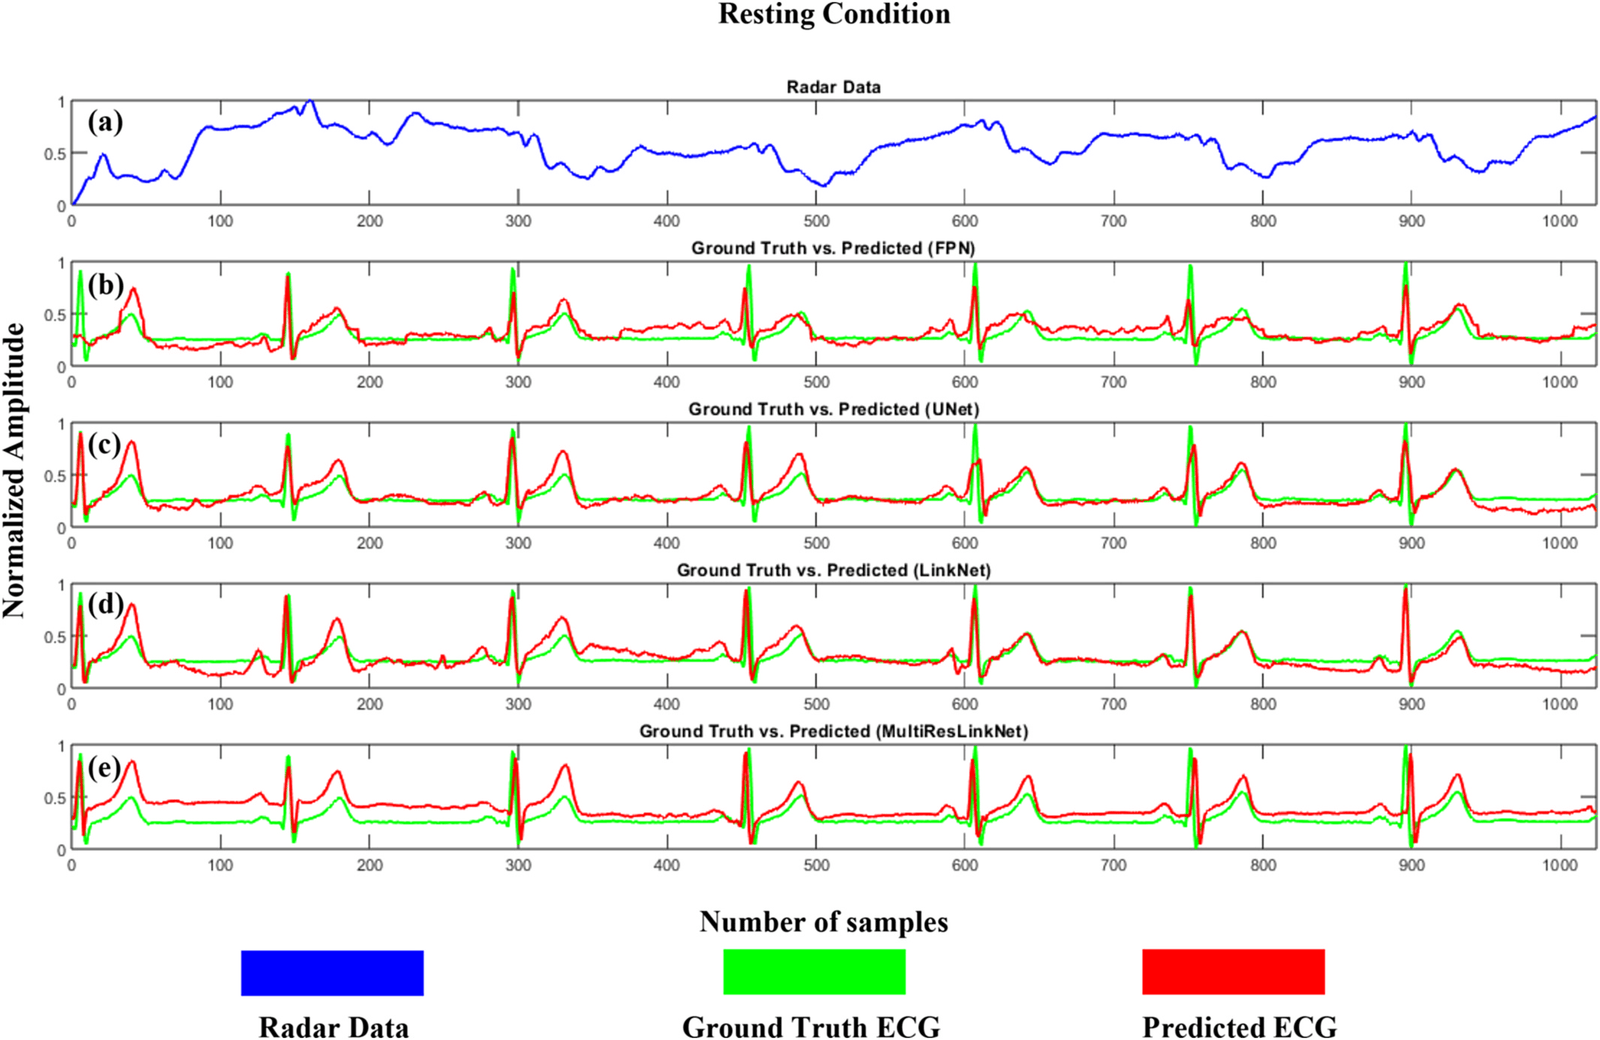 Resting Condition
Radar Data
(a)
1
0.5
0
0 100 200 300 400 500 600 700 800 900 1000
Ground Truth vs. Predicted (FPN)
(b)
1
0.5
0
0 100 200 300 400 500 600 700 800 900 1000
Ground Truth vs. Predicted (UNet)
(c)
1
0.5
0
0 100 200 300 400 500 600 700 800 900 1000
Ground Truth vs. Predicted (LinkNet)
(d)
1
0.5
0
0 100 200 300 400 500 600 700 800 900 1000
Ground Truth vs. Predicted (MultiResLinkNet)
(e)
1
0.5
0
0 100 200 300 400 500 600 700 800 900 1000
Normalized Amplitude
Number of samples
Radar Data
Ground Truth ECG
Predicted ECG